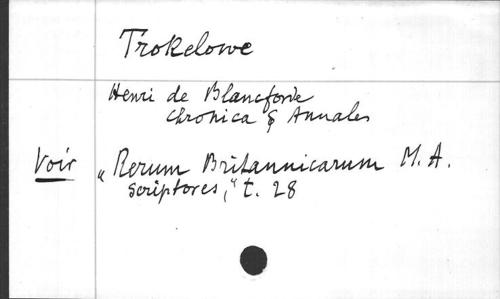 Trokelowe
Henri de Blancforde
Chronica & Annales
Voir "Rerum Britannicarum M. A.
scriptores," t. 28